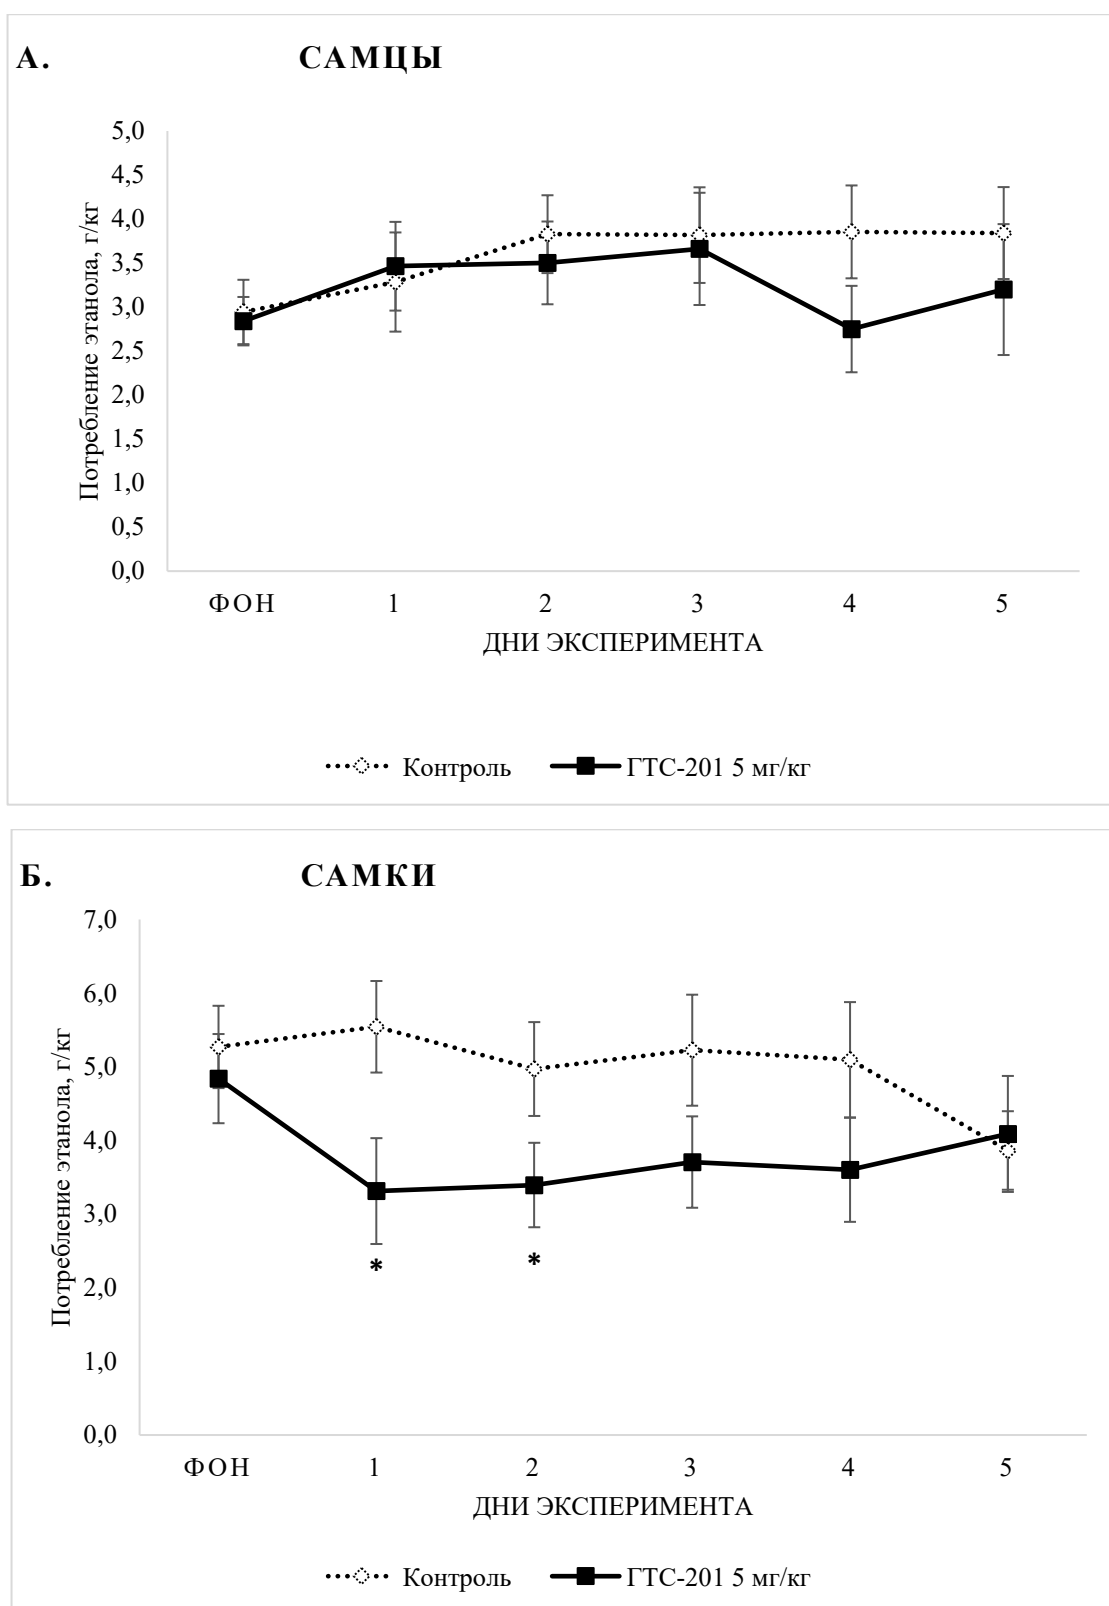 А. САМЦЫ
Потребление этанола, г/кг
5,0
4,5
4,0
3,5
3,0
2,5
2,0
1,5
1,0
0,5
0,0
ФОН 1 2 3 4 5
ДНИ ЭКСПЕРИМЕНТА
Контроль ГТС-201 5 мг/кг
Б. САМКИ
Потребление этанола, г/кг
7,0
6,0
5,0
4,0
3,0
2,0
1,0
0,0
* *
ФОН 1 2 3 4 5
ДНИ ЭКСПЕРИМЕНТА
Контроль ГТС-201 5 мг/кг